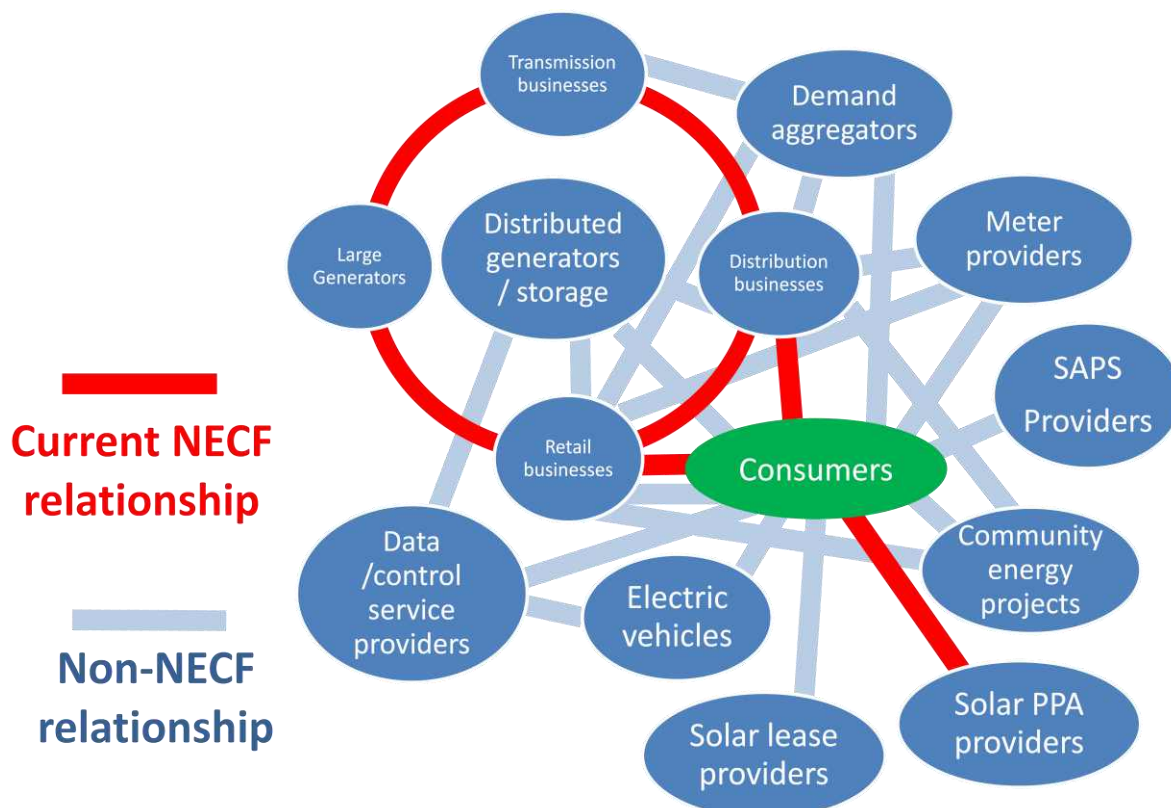 Transmission
businesses
Demand
aggregators
Large
Generators
Distributed
generators
/ storage
Distribution
businesses
Meter
providers
SAPS
Providers
Current NECF
relationship
Retail
businesses
Consumers
Data
/control
service
providers
Electric
vehicles
Community
energy
projects
Non-NECF
relationship
Solar lease
providers
Solar PPA
providers